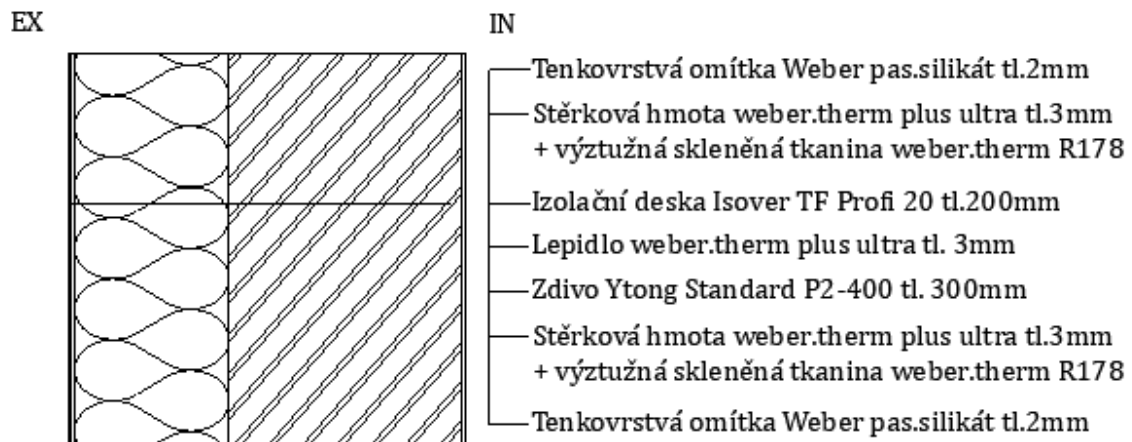 EX
IN
Tenkovrstvá omítka Weber pas.silikát tl.2mm
Stěrková hmota weber.therm plus ultra tl.3mm
+ výztužná skleněná tkanina weber.therm R178
Izolační deska Isover TF Profi 20 tl.200mm
Lepidlo weber.therm plus ultra tl. 3mm
Zdivo Ytong Standard P2-400 tl. 300mm
Stěrková hmota weber.therm plus ultra tl.3mm
+ výztužná skleněná tkanina weber.therm R178
Tenkovrstvá omítka Weber pas.silikát tl.2mm